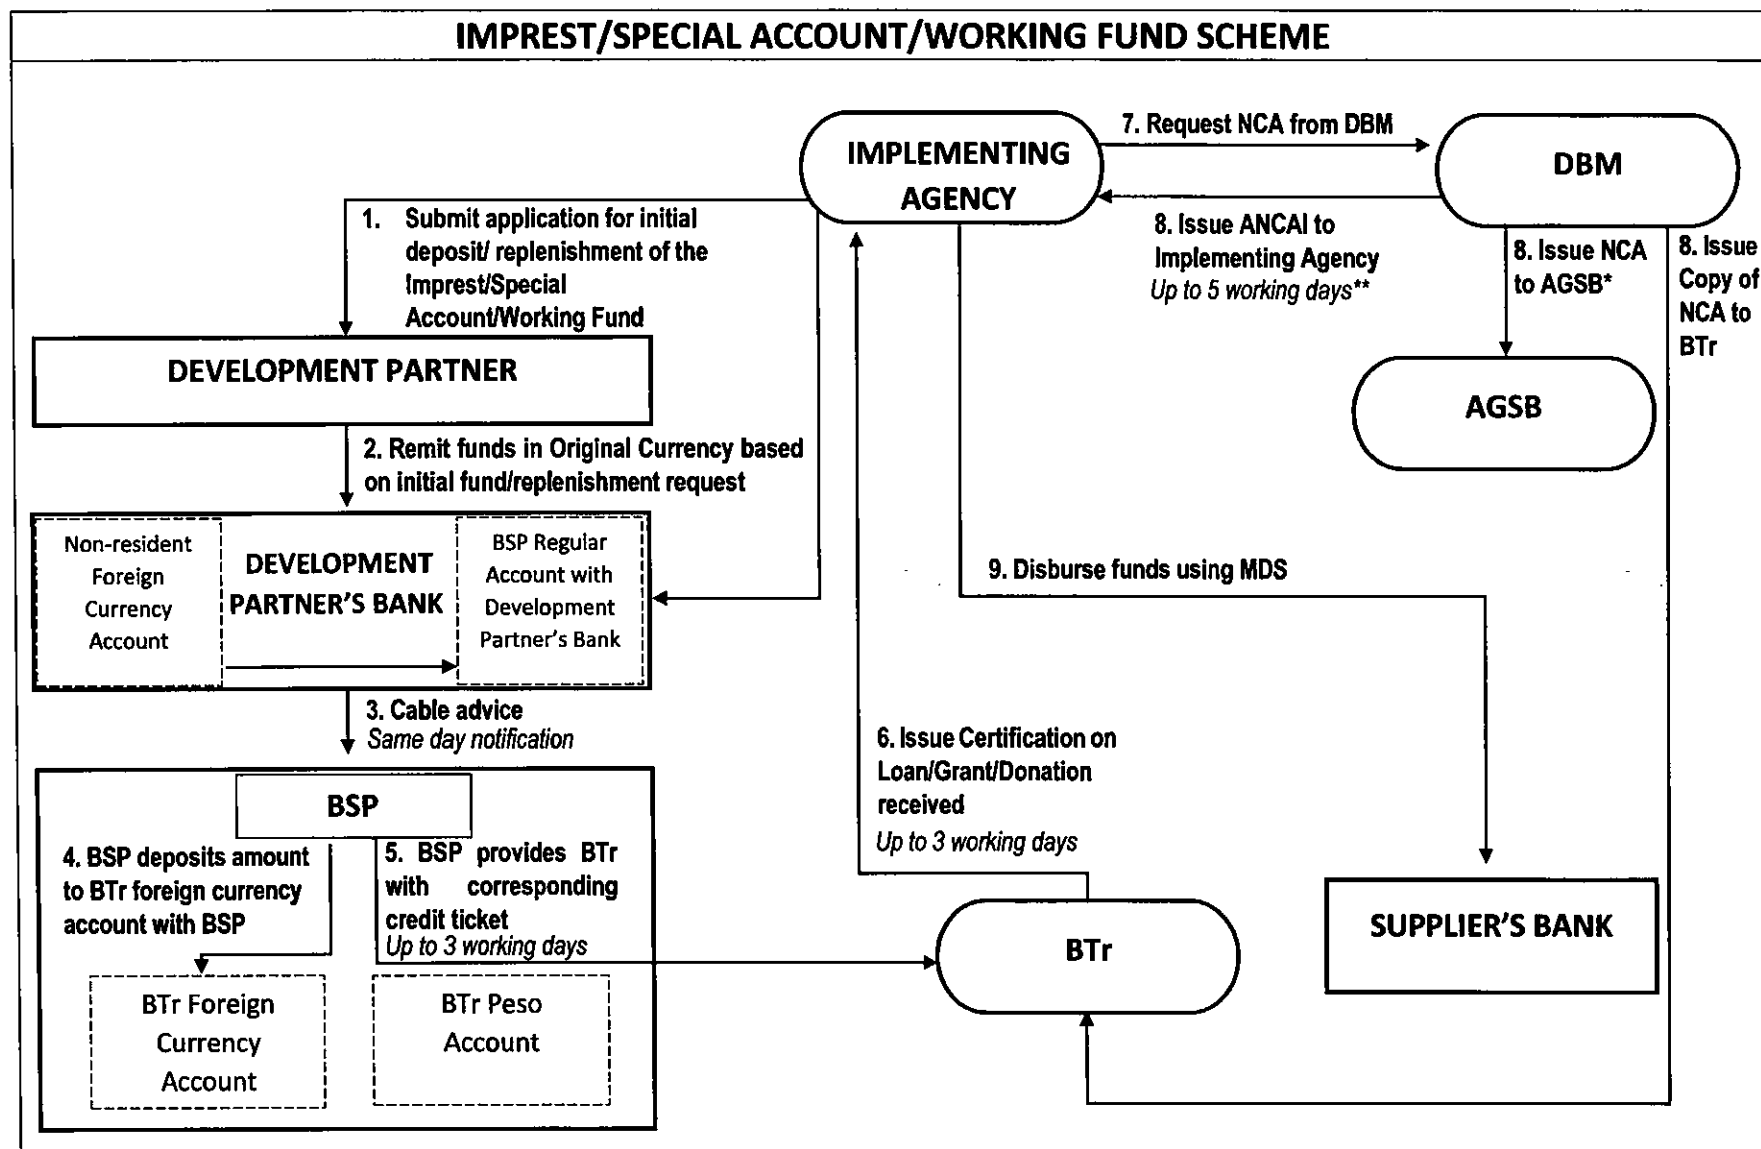 IMPREST/SPECIAL ACCOUNT/WORKING FUND SCHEME
IMPLEMENTING
AGENCY
7. Request NCA from DBM
DBM
8. Issue ANCAI to
Implementing Agency
Up to 5 working days**
8. Issue NCA
to AGSB*
8. Issue
Copy of
NCA to
BTr
AGSB
1. Submit application for initial
deposit/ replenishment of the
Imprest/Special
Account/Working Fund
DEVELOPMENT PARTNER
2. Remit funds in Original Currency based
on initial fund/replenishment request
Non-resident
Foreign
Currency
Account
DEVELOPMENT
PARTNER'S BANK
BSP Regular
Account with
Development
Partner's Bank
9. Disburse funds using MDS
3. Cable advice
Same day notification
6. Issue Certification on
Loan/Grant/Donation
received
Up to 3 working days
BSP
4. BSP deposits amount
to BTr foreign currency
account with BSP
5. BSP provides BTr
with corresponding
credit ticket
Up to 3 working days
BTr Foreign
Currency
Account
BTr Peso
Account
BTr
SUPPLIER'S BANK